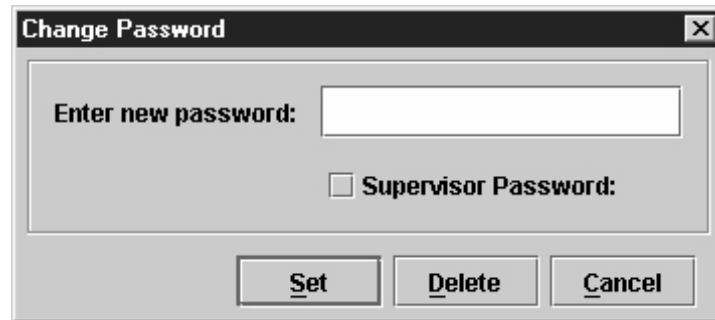 Change Password
Enter new password:
Supervisor Password:
Set Delete Cancel